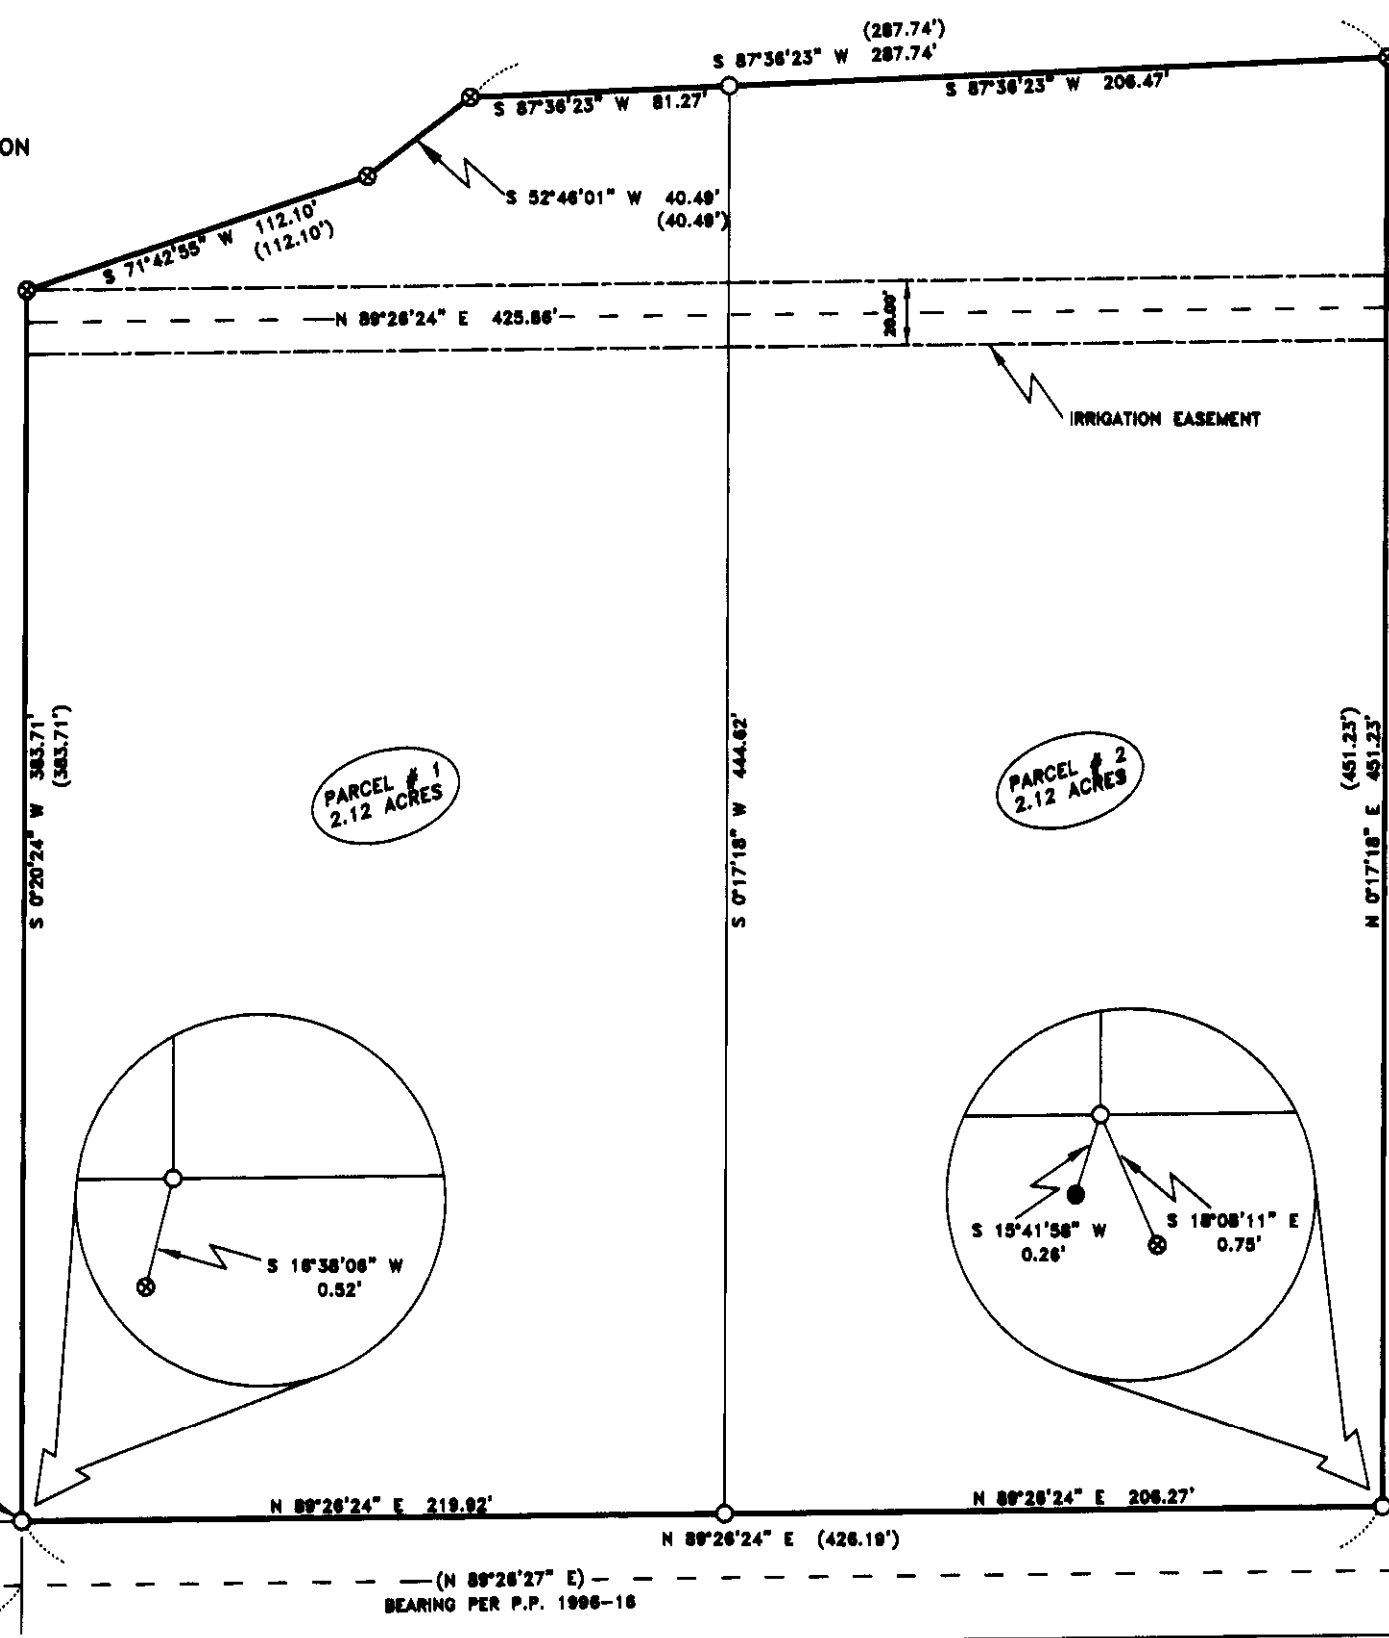 (287.74')
S 87°36'23" W 287.74'
S 87°36'23" W 81.27'
S 87°36'23" W 206.47'
ON
S 52°46'01" W 40.49'
(40.49')
S 71°42'55" W 112.10'
(112.10')
N 89°26'24" E 425.86'
20.00'
IRRIGATION EASEMENT
S 0°20'24" W 383.71'
(383.71')
PARCEL # 1
2.12 ACRES
S 0°17'18" W 444.62'
PARCEL # 2
2.12 ACRES
(451.23')
N 0°17'18" E 451.23'
S 16°38'06" W
0.52'
S 15°41'58" W
0.26'
S 18°08'11" E
0.75'
N 89°26'24" E 219.92'
N 89°26'24" E 206.27'
N 89°26'24" E (426.19')
(N 89°26'27" E)
BEARING PER P.P. 1996-16